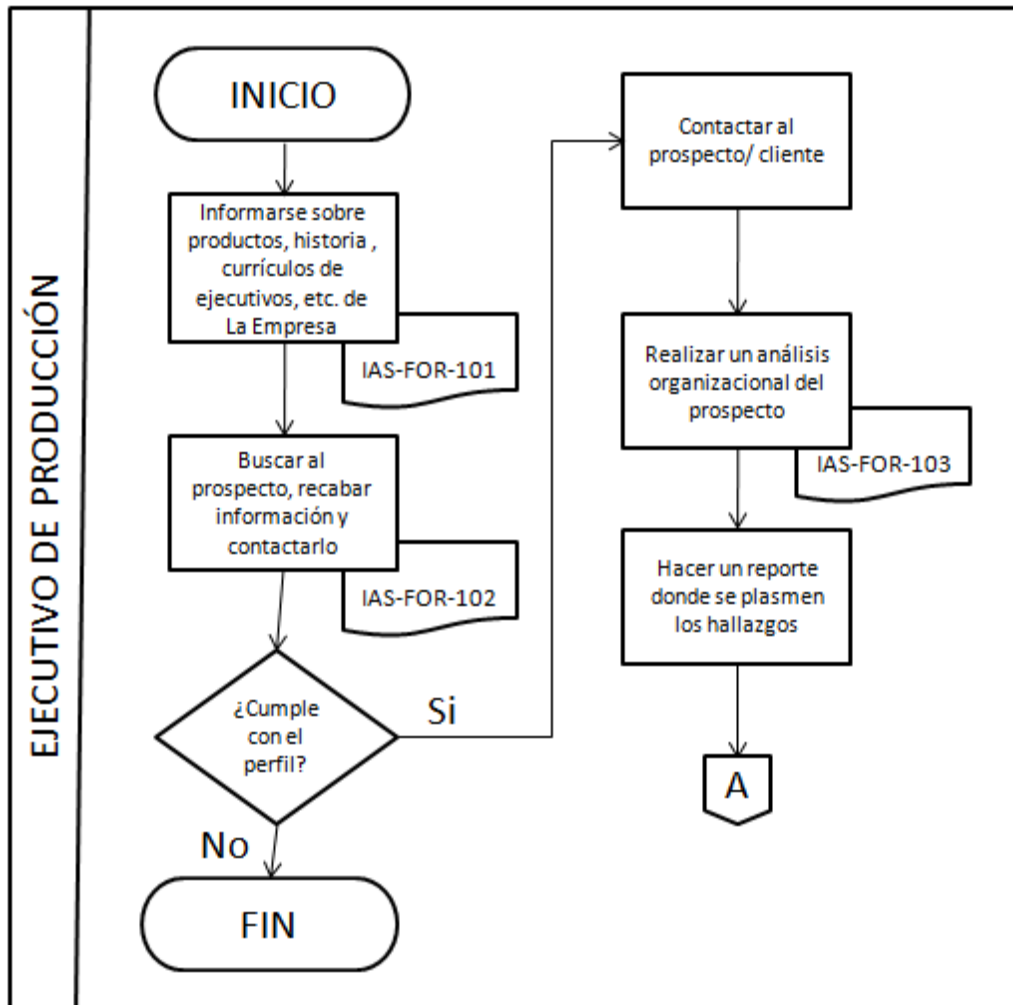 EJECUTIVO DE PRODUCCIÓN
INICIO
Informarse sobre
productos, historia ,
currículos de
ejecutivos, etc. de
La Empresa
IAS-FOR-101
Buscar al
prospecto, recabar
información y
contactarlo
IAS-FOR-102
¿Cumple
con el
perfil?
Si
No
FIN
Contactar al
prospecto/ cliente
Realizar un análisis
organizacional del
prospecto
IAS-FOR-103
Hacer un reporte
donde se plasmen
los hallazgos
A